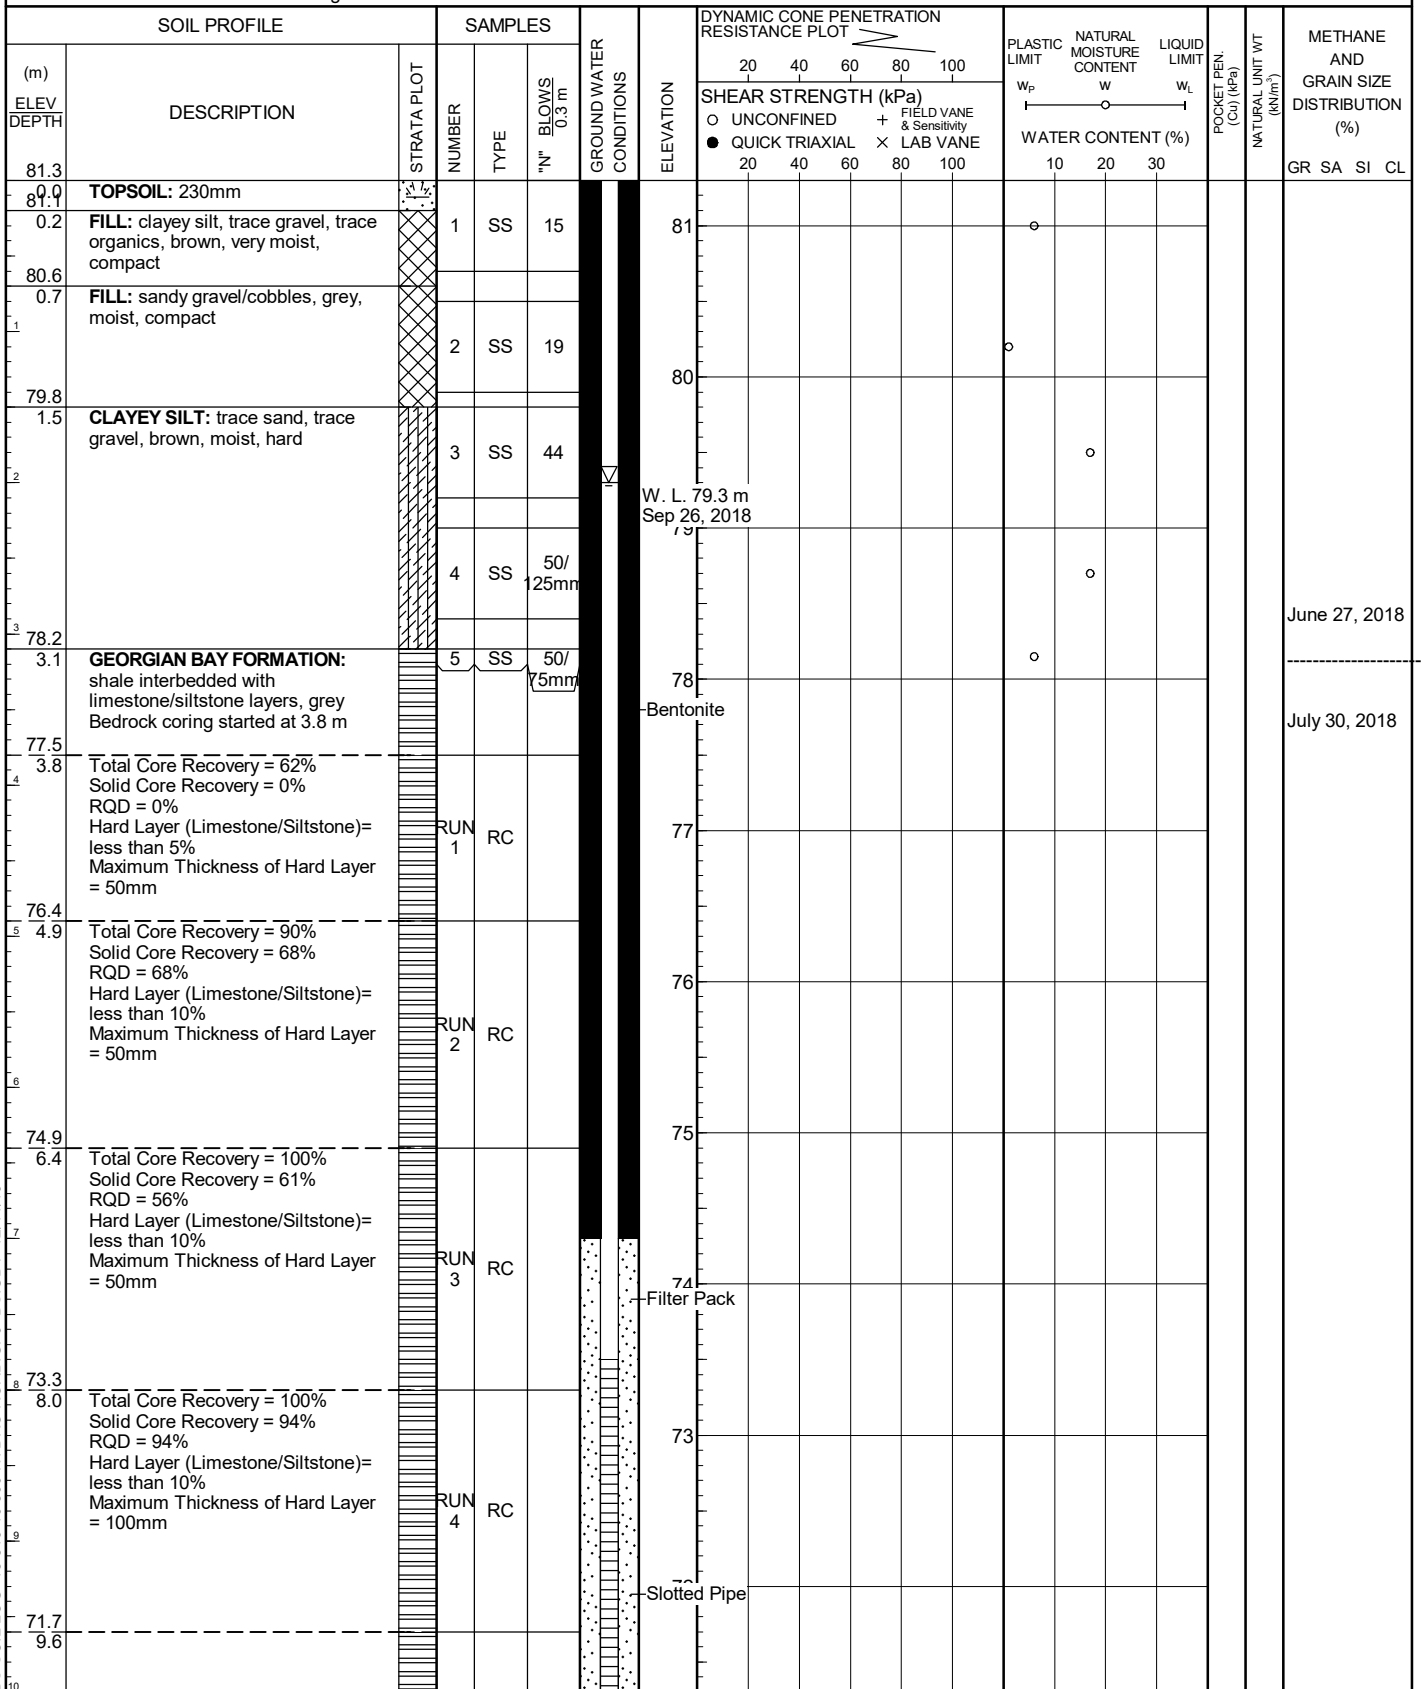 SOIL PROFILE
SAMPLES
(m)
ELEV
DEPTH
DESCRIPTION
STRATA PLOT
NUMBER
TYPE
"N" BLOWS
0.3 m
GROUND WATER
CONDITIONS
ELEVATION
DYNAMIC CONE PENETRATION
RESISTANCE PLOT
20 40 60 80 100
SHEAR STRENGTH (kPa)
UNCONFINED
FIELD VANE
& Sensitivity
QUICK TRIAXIAL
LAB VANE
20 40 60 80 100
PLASTIC
LIMIT
NATURAL
MOISTURE
CONTENT
LIQUID
LIMIT
WP W WL
WATER CONTENT (%)
10 20 30
POCKET PEN.
(Cu) (kPa)
NATURAL UNIT WT
(kN/m³)
METHANE
AND
GRAIN SIZE
DISTRIBUTION
(%)
GR SA SI CL
81.3
0.0 TOPSOIL: 230mm
81.1
0.2 FILL: clayey silt, trace gravel, trace
organics, brown, very moist,
compact
1 SS 15
81
80.6
0.7 FILL: sandy gravel/cobbles, grey,
moist, compact
1
2 SS 19
80
79.8
1.5 CLAYEY SILT: trace sand, trace
gravel, brown, moist, hard
3 SS 44
2
W. L. 79.3 m
Sep 26, 2018
79
4 SS 50/
125mm
June 27, 2018
3
78.2
3.1 GEORGIAN BAY FORMATION:
shale interbedded with
limestone/siltstone layers, grey
Bedrock coring started at 3.8 m
5 SS 50/
75mm
78
Bentonite
July 30, 2018
77.5
3.8 Total Core Recovery = 62%
4
Solid Core Recovery = 0%
RQD = 0%
Hard Layer (Limestone/Siltstone)=
less than 5%
Maximum Thickness of Hard Layer
= 50mm
RUN
1
RC
77
76.4
5 4.9 Total Core Recovery = 90%
Solid Core Recovery = 68%
RQD = 68%
Hard Layer (Limestone/Siltstone)=
less than 10%
Maximum Thickness of Hard Layer
= 50mm
RUN
2
RC
76
6
75
74.9
6.4 Total Core Recovery = 100%
Solid Core Recovery = 61%
RQD = 56%
Hard Layer (Limestone/Siltstone)=
less than 10%
Maximum Thickness of Hard Layer
= 50mm
7
RUN
3
RC
74
Filter Pack
8 73.3
8.0 Total Core Recovery = 100%
Solid Core Recovery = 94%
RQD = 94%
Hard Layer (Limestone/Siltstone)=
less than 10%
Maximum Thickness of Hard Layer
= 100mm
73
RUN
4
RC
9
Slotted Pipe
71.7
9.6
10